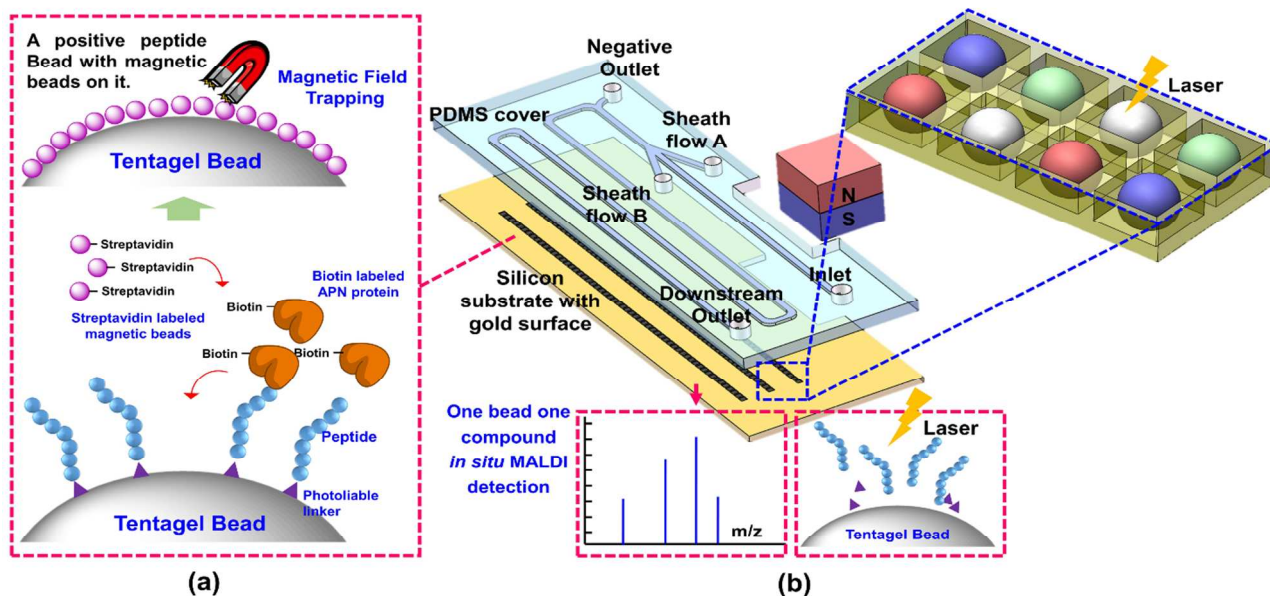 A positive peptide
Bead with magnetic
beads on it.
Magnetic Field
Trapping
Tentagel Bead
Streptavidin
Streptavidin
Streptavidin
Streptavidin labeled
magnetic beads
Biotin labeled
APN protein
Biotin
Biotin
Biotin
Peptide
Photoliable
linker
Tentagel Bead
(a)
Negative
Outlet
PDMS cover
Sheath
flow A
Sheath
flow B
N
S
Laser
Silicon
substrate with
gold surface
Inlet
Downstream
Outlet
One bead one
compound
in situ MALDI
detection
m/z
Laser
Tentagel Bead
(b)